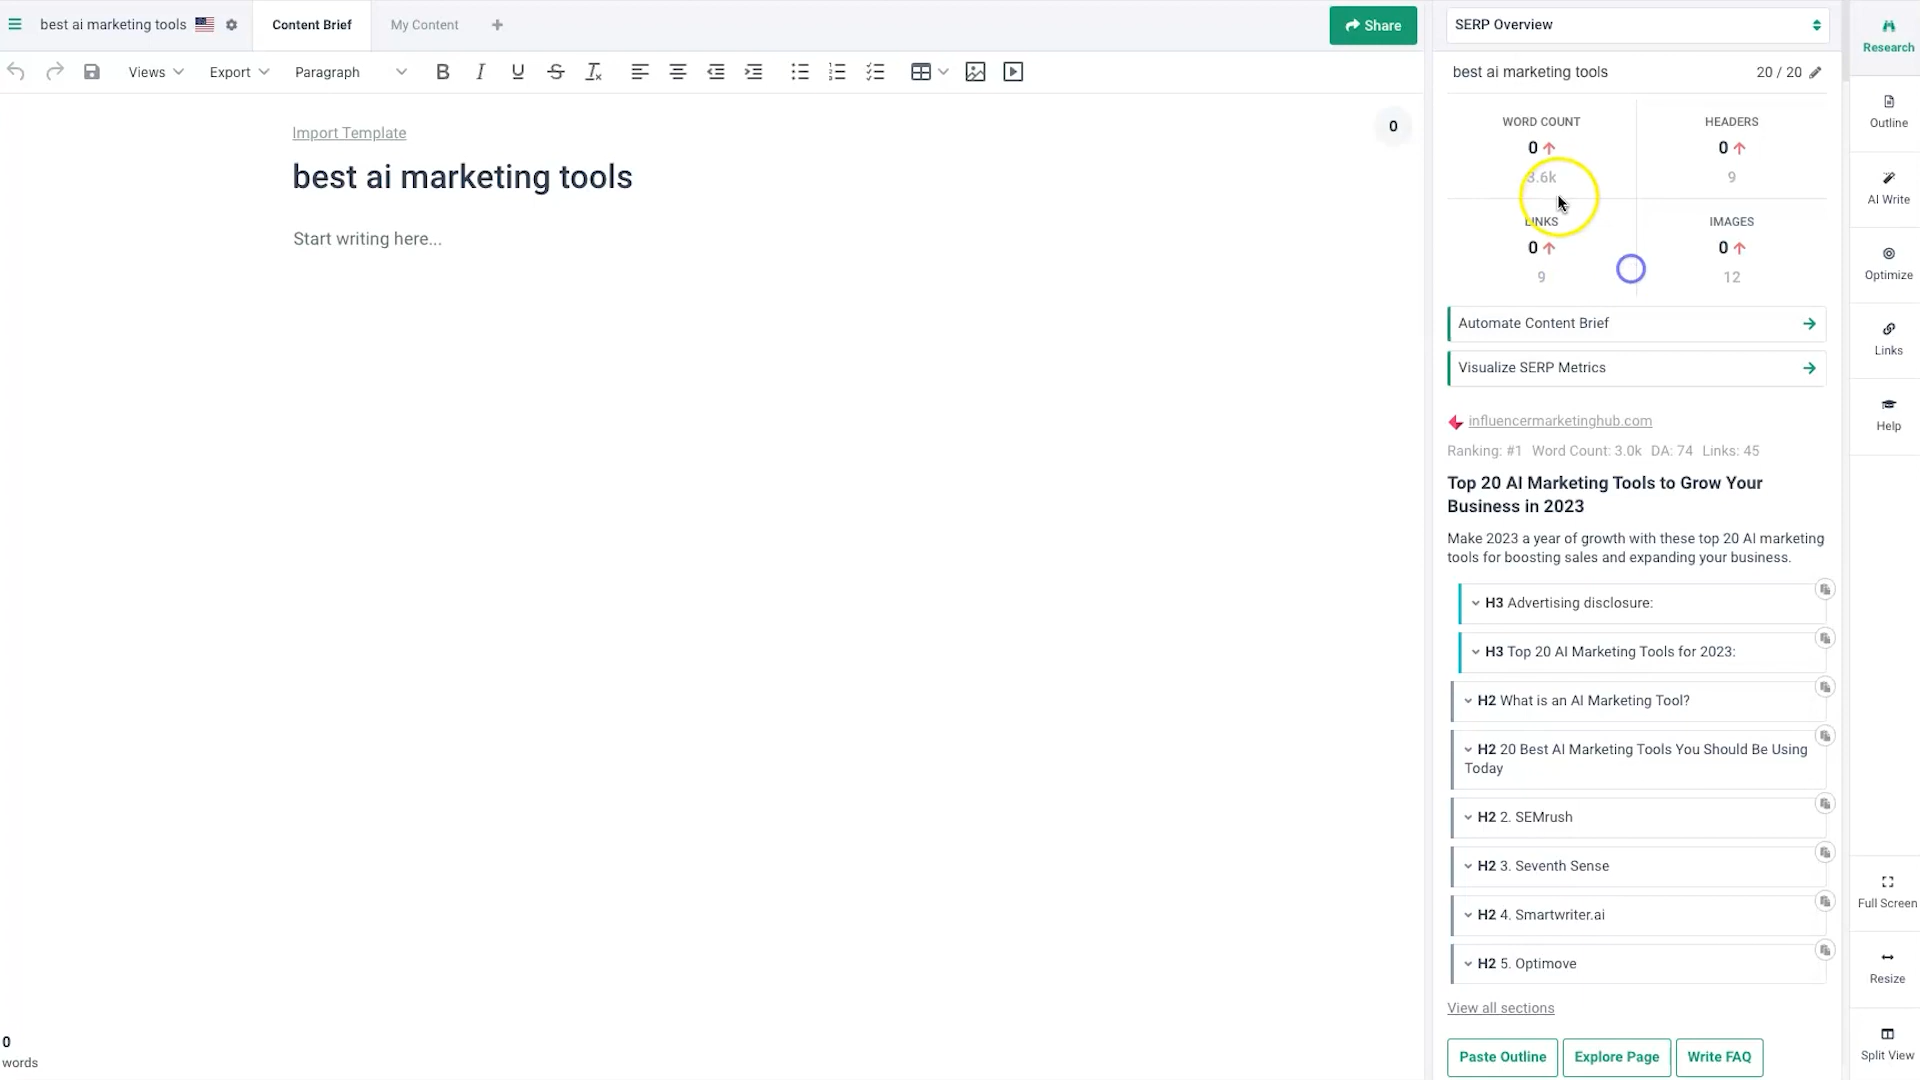 best ai marketing tools
Content Brief
My Content
Share
SERP Overview
Research
Views
Export
Paragraph
best ai marketing tools
20 / 20
0
Import Template
best ai marketing tools
Start writing here...
WORD COUNT
0
3.6k
HEADERS
0
9
LINKS
0
9
IMAGES
0
12
Automate Content Brief
Visualize SERP Metrics
influencermarketinghub.com
Ranking: #1 Word Count: 3.0k DA: 74 Links: 45
Top 20 AI Marketing Tools to Grow Your
Business in 2023
Make 2023 a year of growth with these top 20 AI marketing
tools for boosting sales and expanding your business.
H3 Advertising disclosure:
H3 Top 20 AI Marketing Tools for 2023:
H2 What is an AI Marketing Tool?
H2 20 Best AI Marketing Tools You Should Be Using
Today
H2 2. SEMrush
H2 3. Seventh Sense
H2 4. Smartwriter.ai
H2 5. Optimove
View all sections
Paste Outline
Explore Page
Write FAQ
Outline
AI Write
Optimize
Links
Help
Full Screen
Resize
Split View
0
words